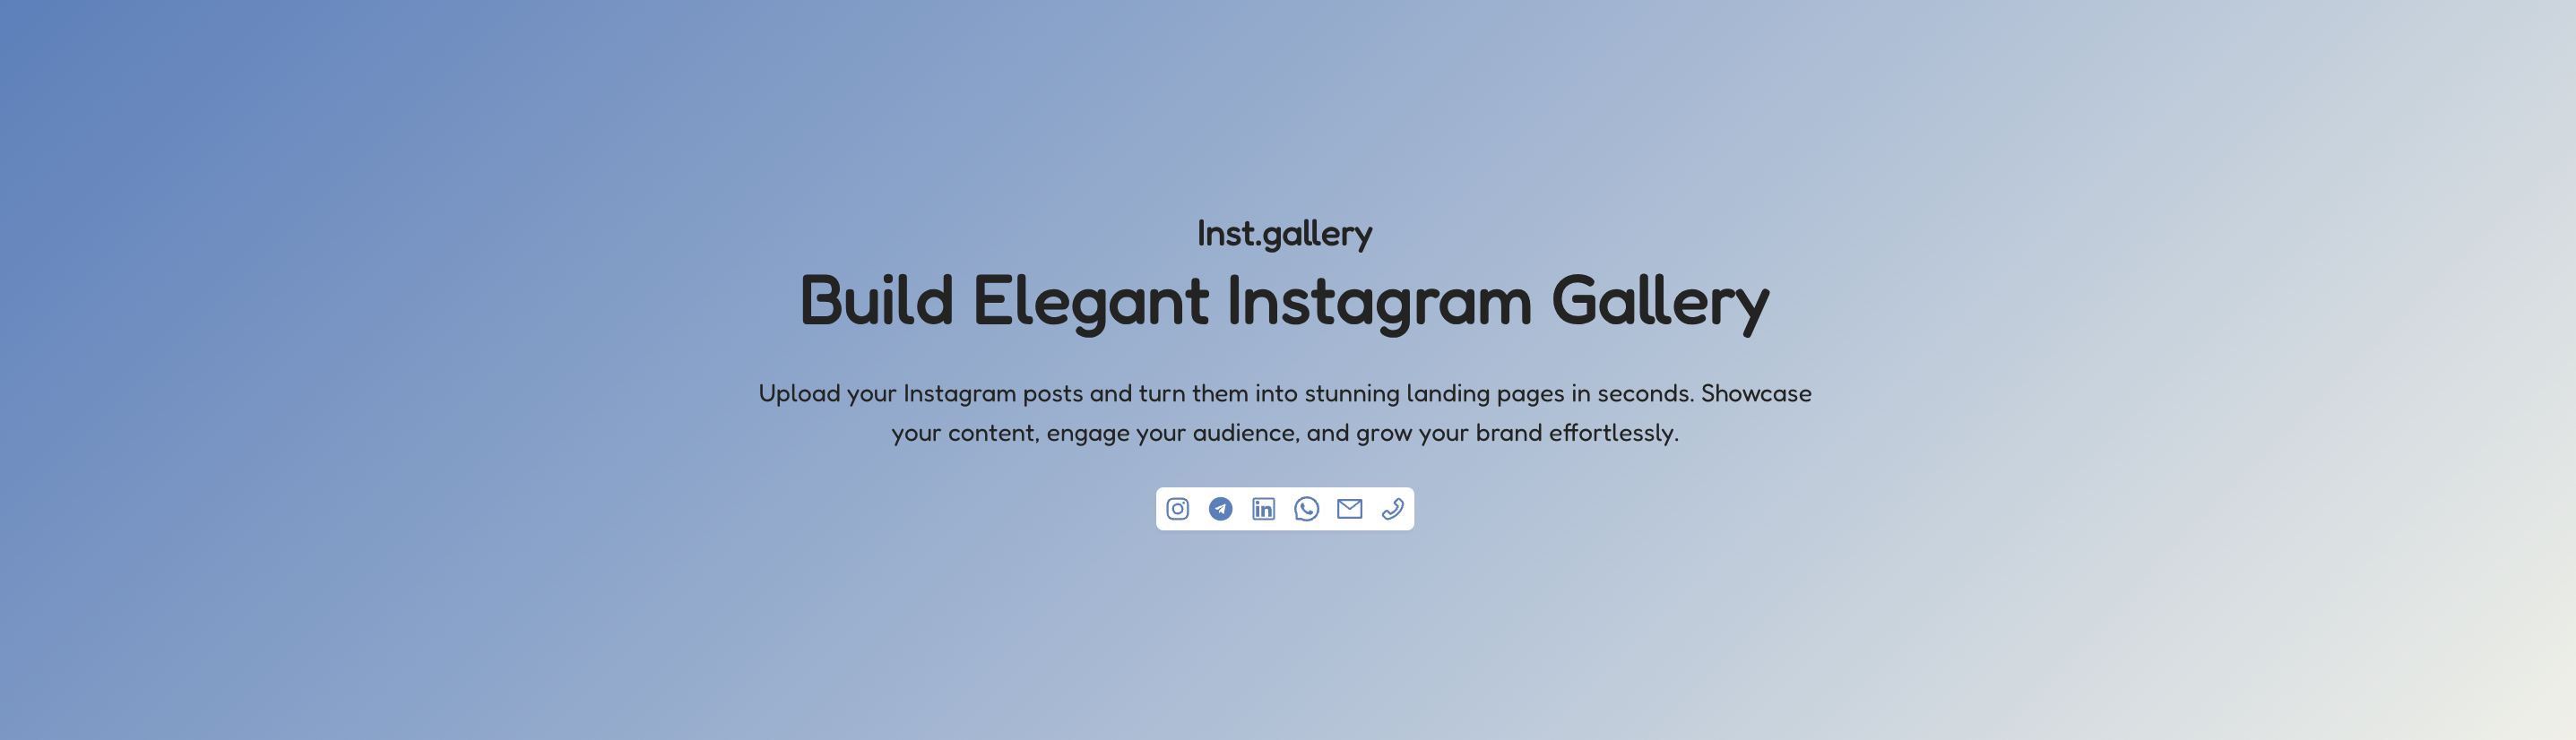 Inst.gallery
Build Elegant Instagram Gallery
Upload your Instagram posts and turn them into stunning landing pages in seconds. Showcase
your content, engage your audience, and grow your brand effortlessly.